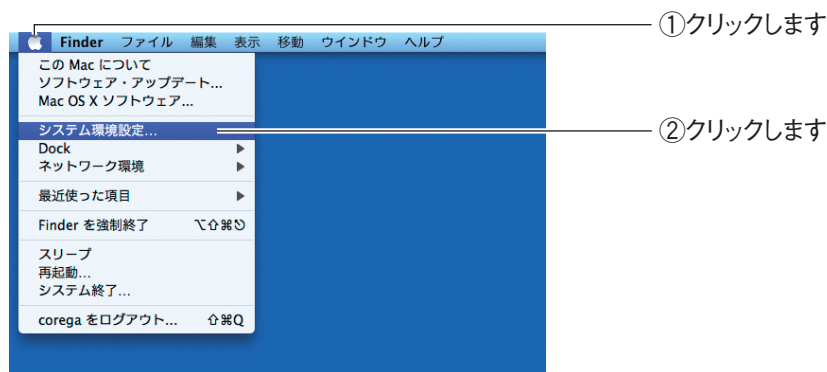 ①クリックします
Finder ファイル 編集 表示 移動 ウインドウ ヘルプ
この Mac について
ソフトウェア・アップデート...
Mac OS X ソフトウェア...
システム環境設定...
②クリックします
Dock ▶
ネットワーク環境 ▶
最近使った項目 ▶
Finder を強制終了 ⌥⇧⌘⎋
スリープ
再起動...
システム終了...
corega をログアウト... ⇧⌘Q